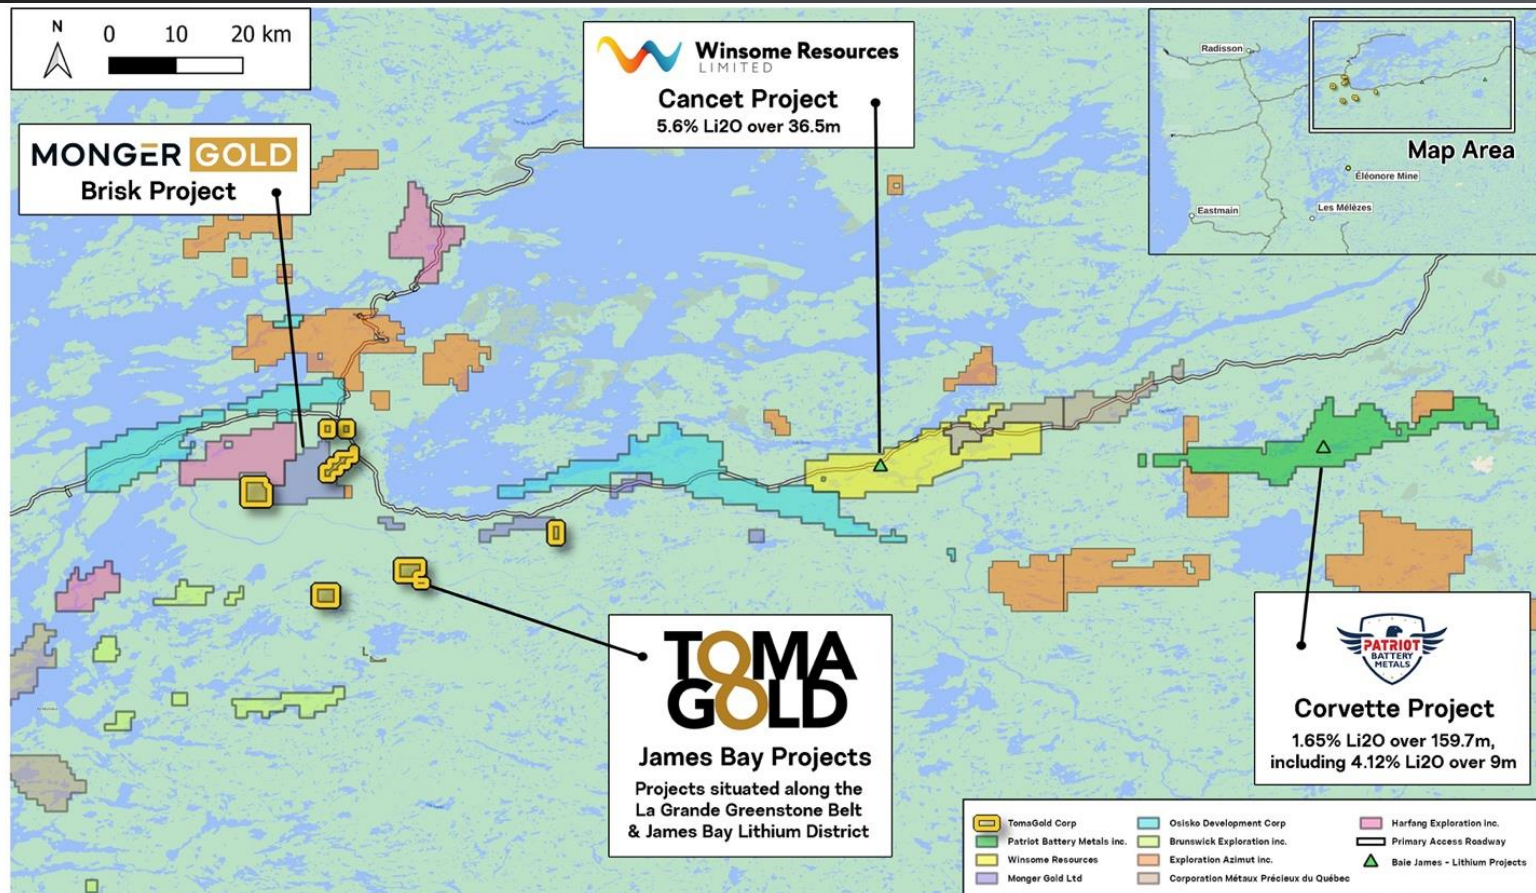 N
0 10 20 km
MONGER GOLD
Brisk Project
Winsome Resources
LIMITED
Cancet Project
5.6% Li2O over 36.5m
Radisson
Map Area
Éléonore Mine
Eastmain
Les Mélèzes
TOMA
GOLD
James Bay Projects
Projects situated along the
La Grande Greenstone Belt
& James Bay Lithium District
PATRIOT
BATTERY
METALS
Corvette Project
1.65% Li2O over 159.7m,
including 4.12% Li2O over 9m
TomaGold Corp
Patriot Battery Metals inc.
Winsome Resources
Monger Gold Ltd
Osisko Development Corp
Brunswick Exploration inc.
Exploration Azimut inc.
Corporation Métaux Précieux du Québec
Harfang Exploration inc.
Primary Access Roadway
Baie James - Lithium Projects